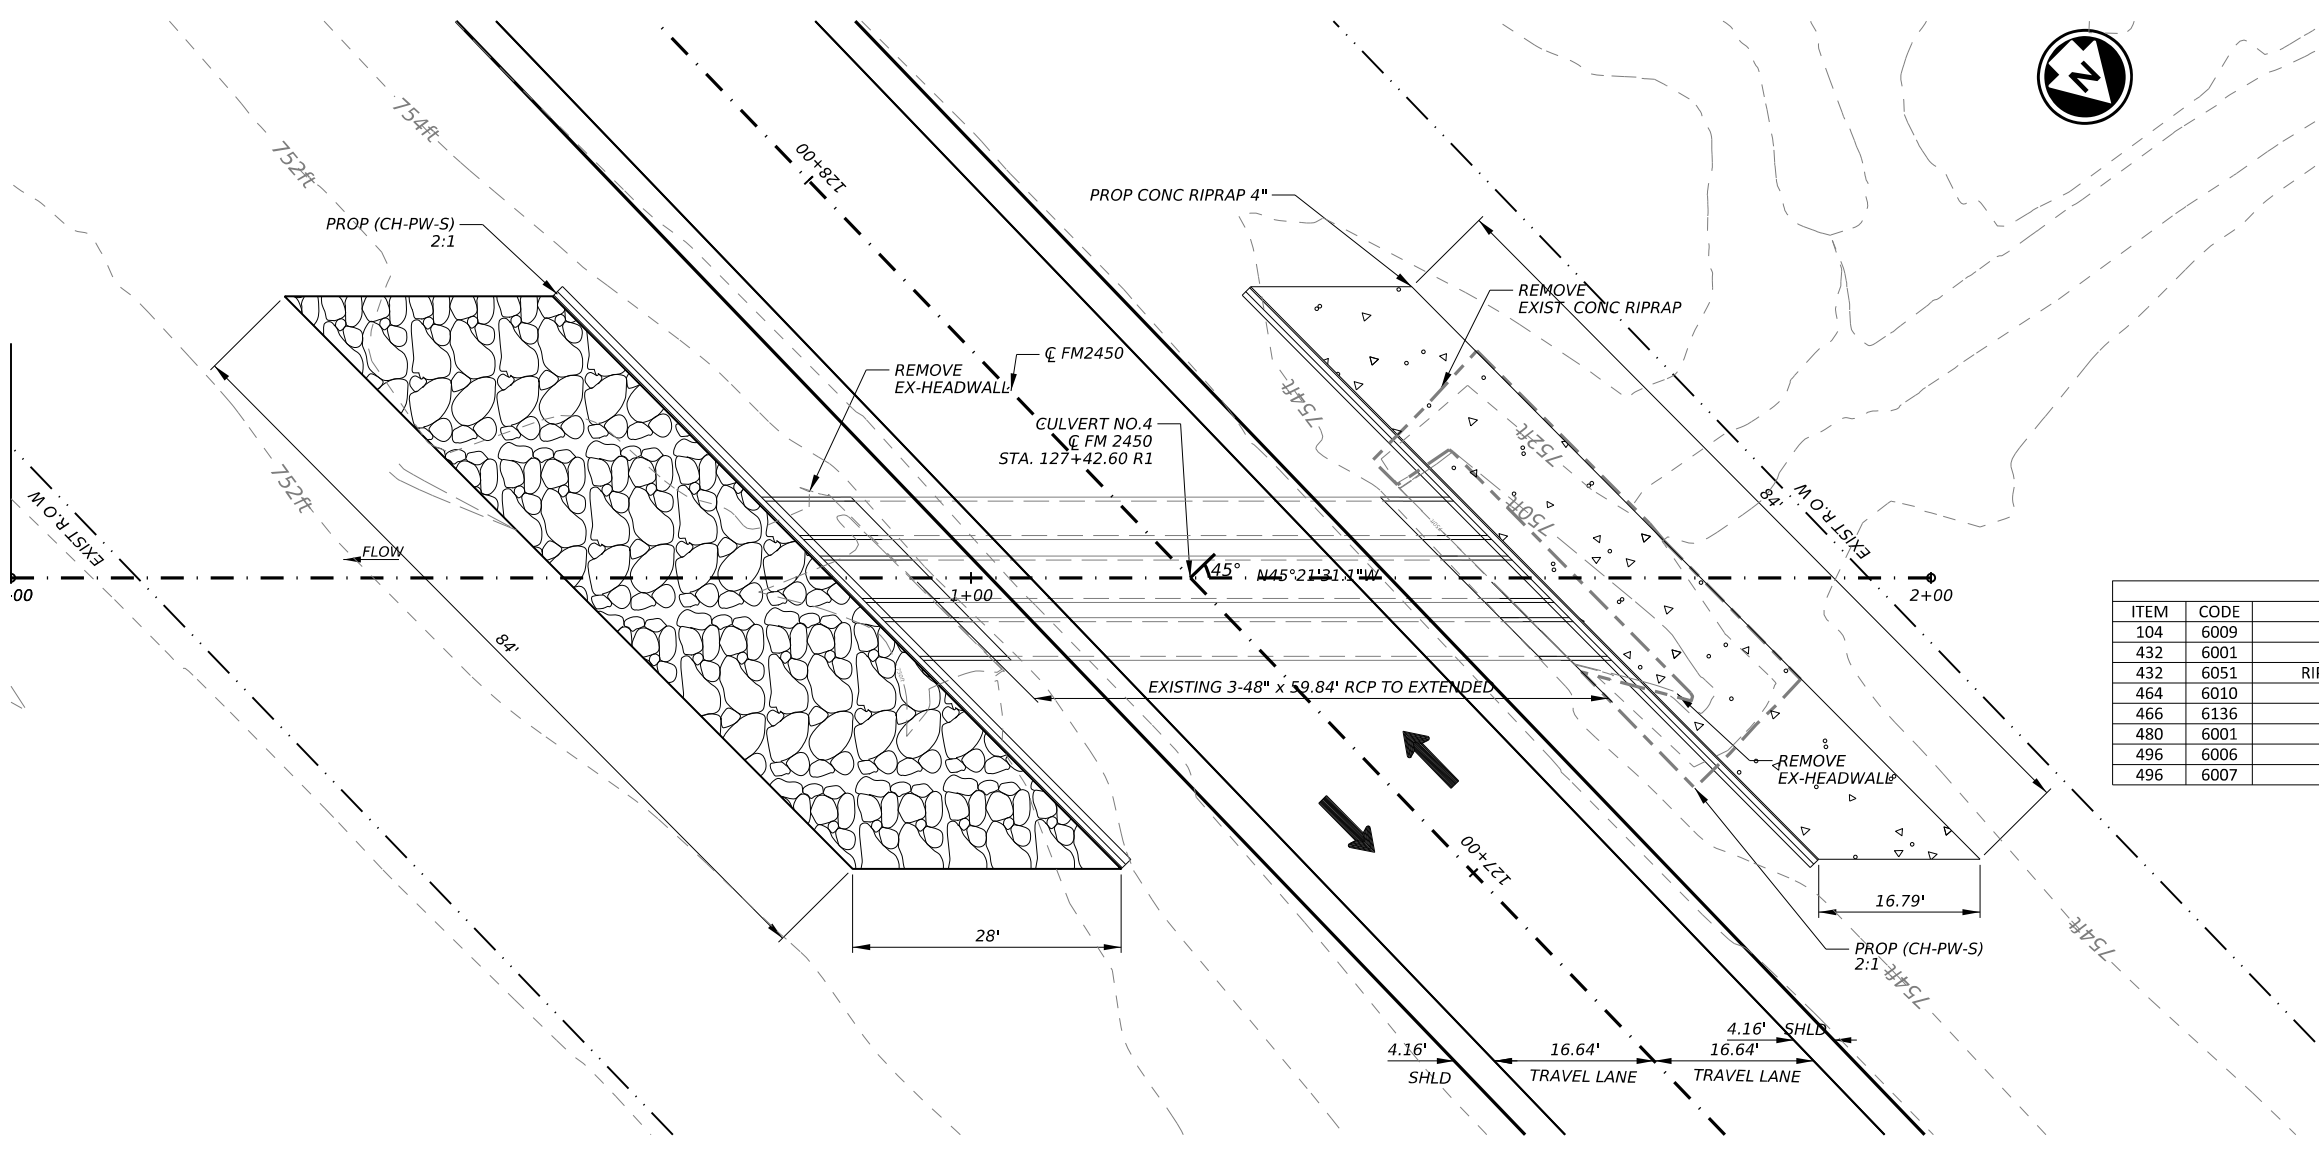 N
754ft
752ft
128+00
PROP CONC RIPRAP 4"
PROP (CH-PW-S)
2:1
REMOVE
EXIST CONC RIPRAP
℄ FM2450
REMOVE
EX-HEADWALL
754ft
CULVERT NO.4
℄ FM 2450
STA. 127+42.60 R1
752ft
752ft
750ft
84'
EXIST R.O W
EXIST R.O W
FLOW
45°
N45°21'31.1"W
.00
1+00
2+00
84'
EXISTING 3-48" x 59.84' RCP TO EXTENDED
REMOVE
EX-HEADWALL
127+00
16.79'
28'
PROP (CH-PW-S)
2:1
754ft
754ft
4.16' SHLD
4.16'
16.64'
16.64'
SHLD
TRAVEL LANE
TRAVEL LANE
ITEM CODE
104 6009
432 6001
432 6051 RIP
464 6010
466 6136
480 6001
496 6006
496 6007